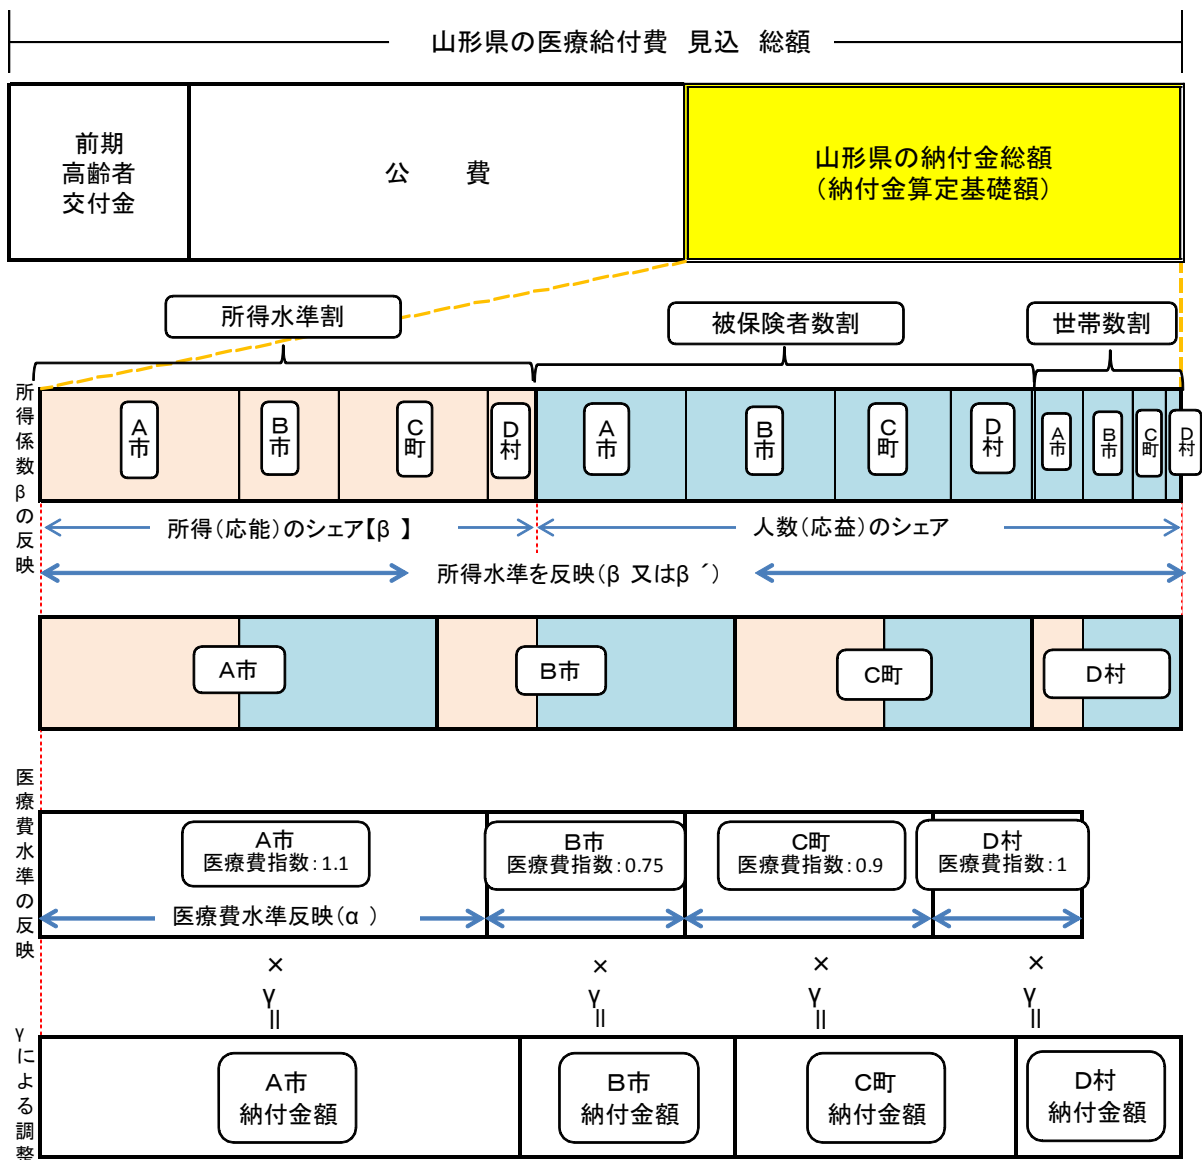 山形県の医療給付費 見込 総額
前期
高齢者
交付金
公 費
山形県の納付金総額
（納付金算定基礎額）
所得水準割
被保険者数割
世帯数割
所得係数βの反映
A市
B市
C町
D村
A市
B市
C町
D村
A市
B市
C町
D村
所得（応能）のシェア【β 】
人数（応益）のシェア
所得水準を反映（β 又はβ ´）
A市
B市
C町
D村
医療費水準の反映
A市
医療費指数：1.1
B市
医療費指数：0.75
C町
医療費指数：0.9
D村
医療費指数：1
医療費水準反映（α ）
×
γ
＝
×
γ
＝
×
γ
＝
×
γ
＝
γによる調整
A市
納付金額
B市
納付金額
C町
納付金額
D村
納付金額